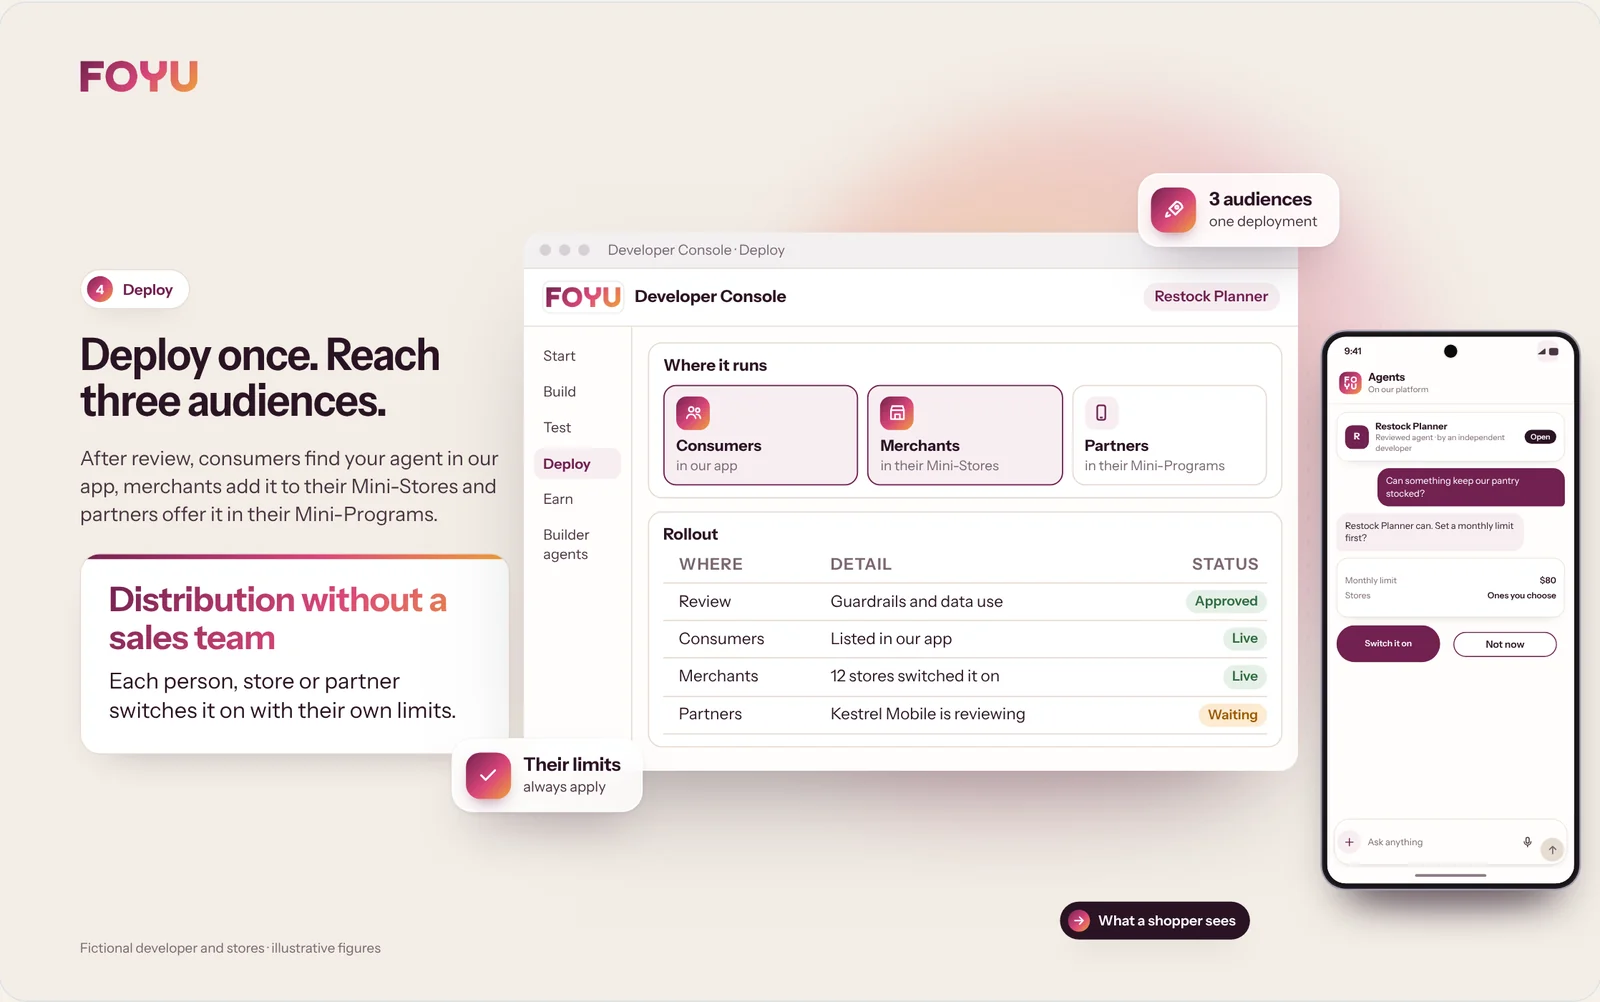 FOYU
4 Deploy
Deploy once. Reach
three audiences.
After review, consumers find your agent in our
app, merchants add it to their Mini-Stores and
partners offer it in their Mini-Programs.
Distribution without a
sales team
Each person, store or partner
switches it on with their own limits.
Their limits
always apply
3 audiences
one deployment
Developer Console · Deploy
FOYU Developer Console
Restock Planner
Start
Build
Test
Deploy
Earn
Builder
agents
Where it runs
Consumers
in our app
Merchants
in their Mini-Stores
Partners
in their Mini-Programs
Rollout
WHERE DETAIL STATUS
Review Guardrails and data use Approved
Consumers Listed in our app Live
Merchants 12 stores switched it on Live
Partners Kestrel Mobile is reviewing Waiting
9:41
FOYU
Agents
On our platform
R
Restock Planner
Reviewed agent · by an independent
developer
Open
Can something keep our pantry
stocked?
Restock Planner can. Set a monthly limit
first?
Monthly limit $80
Stores Ones you choose
Switch it on
Not now
Ask anything
What a shopper sees
Fictional developer and stores · illustrative figures